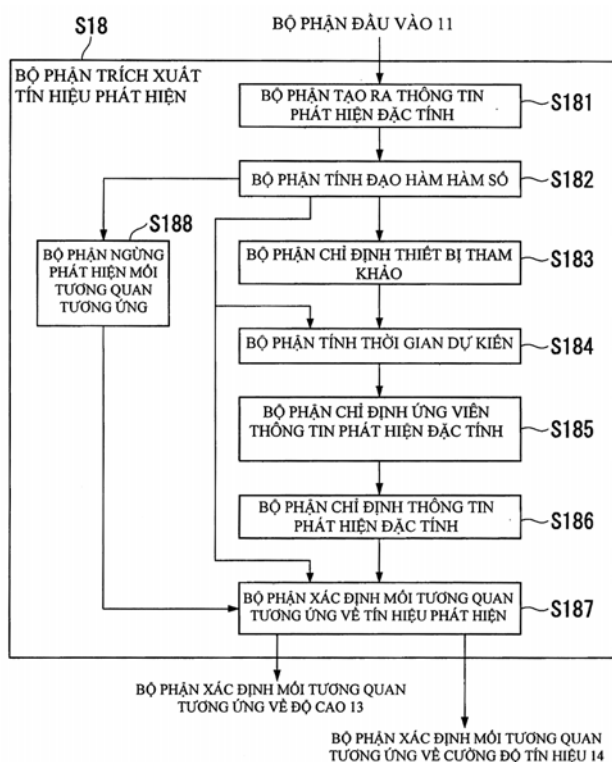 S18
BỘ PHẬN ĐẦU VÀO 11
BỘ PHẬN TRÍCH XUẤT
TÍN HIỆU PHÁT HIỆN
BỘ PHẬN TẠO RA THÔNG TIN
PHÁT HIỆN ĐẶC TÍNH
S181
BỘ PHẬN TÍNH ĐẠO HÀM HÀM SỐ
S182
S188
BỘ PHẬN NGỪNG
PHÁT HIỆN MỐI
TƯƠNG QUAN
TƯƠNG ỨNG
BỘ PHẬN CHỈ ĐỊNH THIẾT BỊ THAM
KHẢO
S183
BỘ PHẬN TÍNH THỜI GIAN DỰ KIẾN
S184
BỘ PHẬN CHỈ ĐỊNH ỨNG VIÊN
THÔNG TIN PHÁT HIỆN ĐẶC TÍNH
S185
BỘ PHẬN CHỈ ĐỊNH THÔNG TIN
PHÁT HIỆN ĐẶC TÍNH
S186
BỘ PHẬN XÁC ĐỊNH MỐI TƯƠNG QUAN
TƯƠNG ỨNG VỀ TÍN HIỆU PHÁT HIỆN
S187
BỘ PHẬN XÁC ĐỊNH MỐI TƯƠNG QUAN
TƯƠNG ỨNG VỀ ĐỘ CAO 13
BỘ PHẬN XÁC ĐỊNH MỐI TƯƠNG QUAN
TƯƠNG ỨNG VỀ CƯỜNG ĐỘ TÍN HIỆU 14